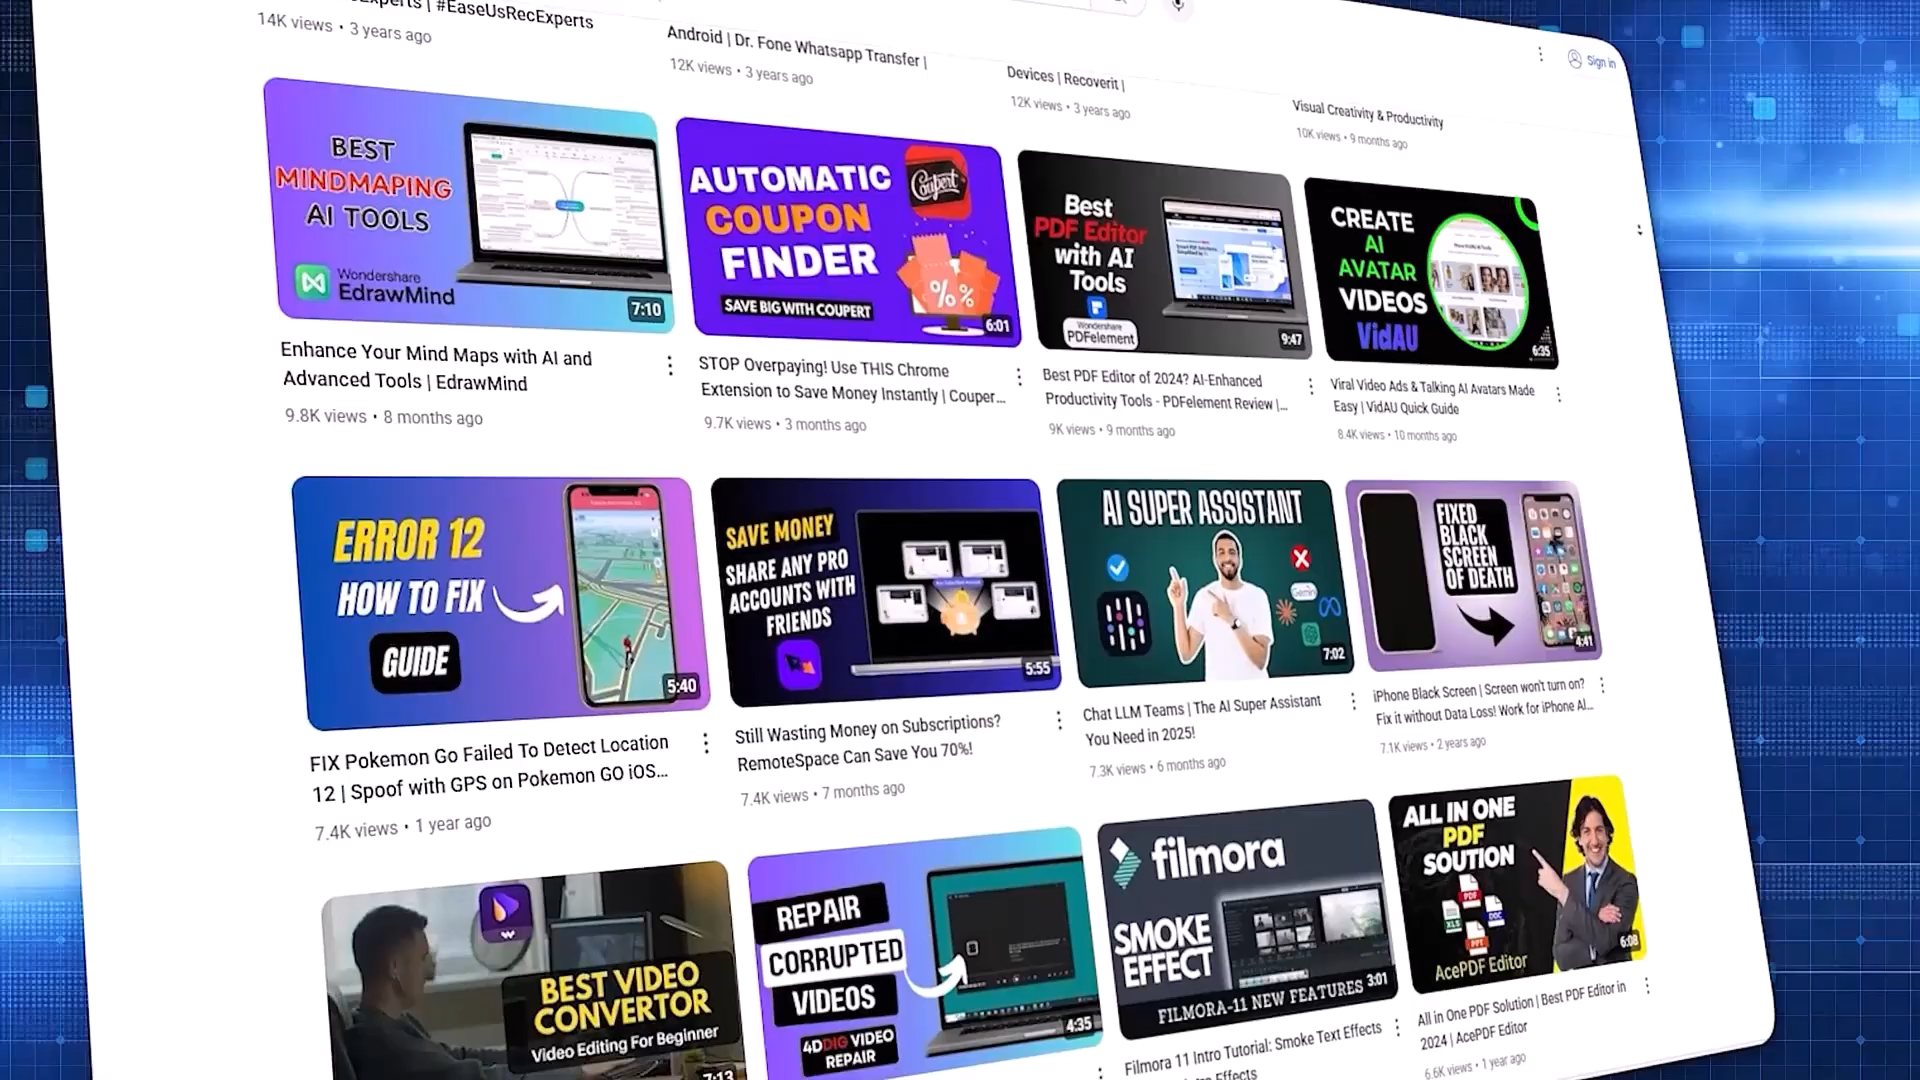 Experts | #EaseUsRecExperts
14K views • 3 years ago
Android | Dr. Fone Whatsapp Transfer |
12K views • 3 years ago
Devices | Recoverit |
12K views • 3 years ago
Visual Creativity & Productivity
10K views • 9 months ago
Sign in
BEST
MINDMAPING
AI TOOLS
Wondershare
EdrawMind
7:10
Enhance Your Mind Maps with AI and
Advanced Tools | EdrawMind
9.8K views • 8 months ago
AUTOMATIC
COUPON
FINDER
SAVE BIG WITH COUPERT
Coupert
%%
6:01
STOP Overpaying! Use THIS Chrome
Extension to Save Money Instantly | Couper...
9.7K views • 3 months ago
Best
PDF Editor
with AI
Tools
Wondershare
PDFelement
9:47
Best PDF Editor of 2024? AI-Enhanced
Productivity Tools - PDFelement Review |...
9K views • 9 months ago
CREATE
AI
AVATAR
VIDEOS
VidAU
6:35
Viral Video Ads & Talking AI Avatars Made
Easy | VidAU Quick Guide
8.4K views • 10 months ago
ERROR 12
HOW TO FIX
GUIDE
5:40
FIX Pokemon Go Failed To Detect Location
12 | Spoof with GPS on Pokemon GO iOS...
7.4K views • 1 year ago
SAVE MONEY
SHARE ANY PRO
ACCOUNTS WITH
FRIENDS
5:55
Still Wasting Money on Subscriptions?
RemoteSpace Can Save You 70%!
7.4K views • 7 months ago
AI SUPER ASSISTANT
Gemini
7:02
Chat LLM Teams | The AI Super Assistant
You Need in 2025!
7.3K views • 6 months ago
FIXED
BLACK
SCREEN
OF DEATH
4:41
iPhone Black Screen | Screen won't turn on?
Fix it without Data Loss! Work for iPhone Al...
7.1K views • 2 years ago
BEST VIDEO
CONVERTOR
Video Editing For Beginner
7:13
REPAIR
CORRUPTED
VIDEOS
4DDIG VIDEO
REPAIR
4:35
filmora
SMOKE
EFFECT
FILMORA-11 NEW FEATURES
3:01
Filmora 11 Intro Tutorial: Smoke Text Effects
Effects
ALL IN ONE
PDF
SOUTION
PDF
XLS
DOC
PPT
AcePDF Editor
6:08
All in One PDF Solution | Best PDF Editor in
2024 | AcePDF Editor
6.6K views • 1 year ago